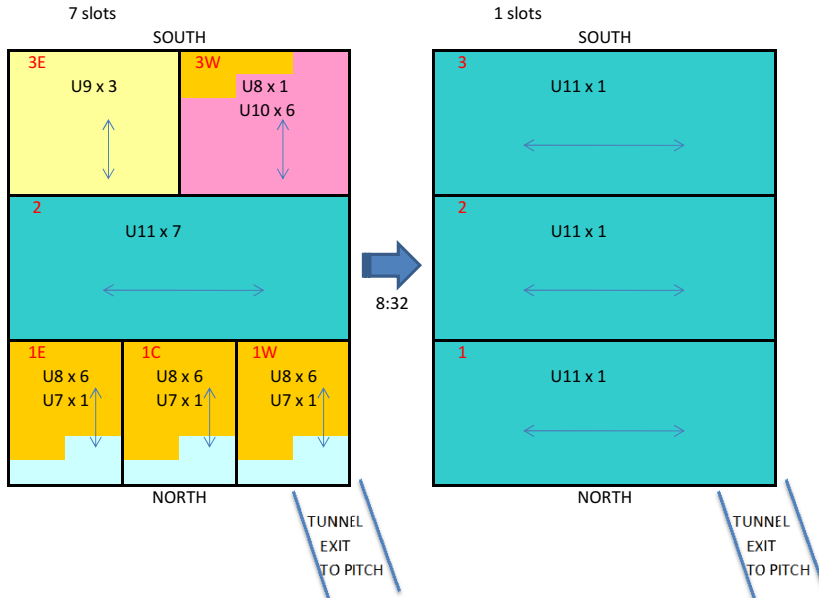 7 slots
SOUTH
3E
U9 x 3
3W
U8 x 1
U10 x 6
2
U11 x 7
1E
U8 x 6
U7 x 1
1C
U8 x 6
U7 x 1
1W
U8 x 6
U7 x 1
NORTH
TUNNEL
EXIT
TO PITCH
8:32
1 slots
SOUTH
3
U11 x 1
2
U11 x 1
1
U11 x 1
NORTH
TUNNEL
EXIT
TO PITCH